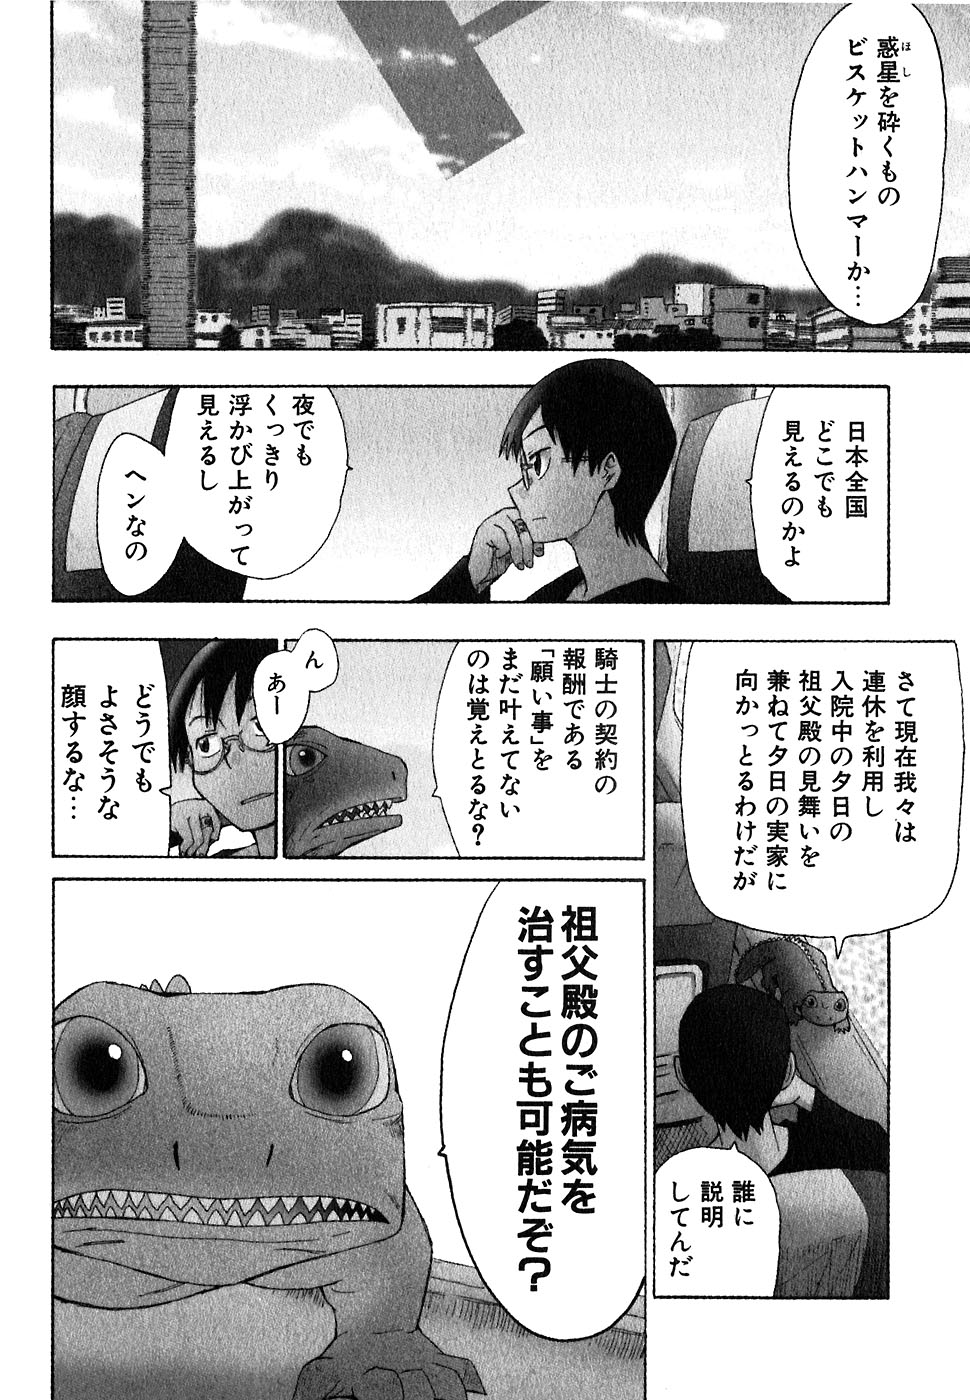 惑星を砕くもの
ほし
ビスケットハンマーか…
日本全国
どこでも
見えるのかよ
夜でも
くっきり
浮かび上がって
見えるし
ヘンなの
さて現在我々は
連休を利用し
入院中の夕日の
祖父殿の見舞いを
兼ねて夕日の実家に
向かっとるわけだが
誰に
説明
してんだ
騎士の契約の
報酬である
「願い事」を
まだ叶えてない
のは覚えとるな?
ん
あー
どうでも
よさそうな
顔するな…
祖父殿のご病気を
治すことも可能だぞ?